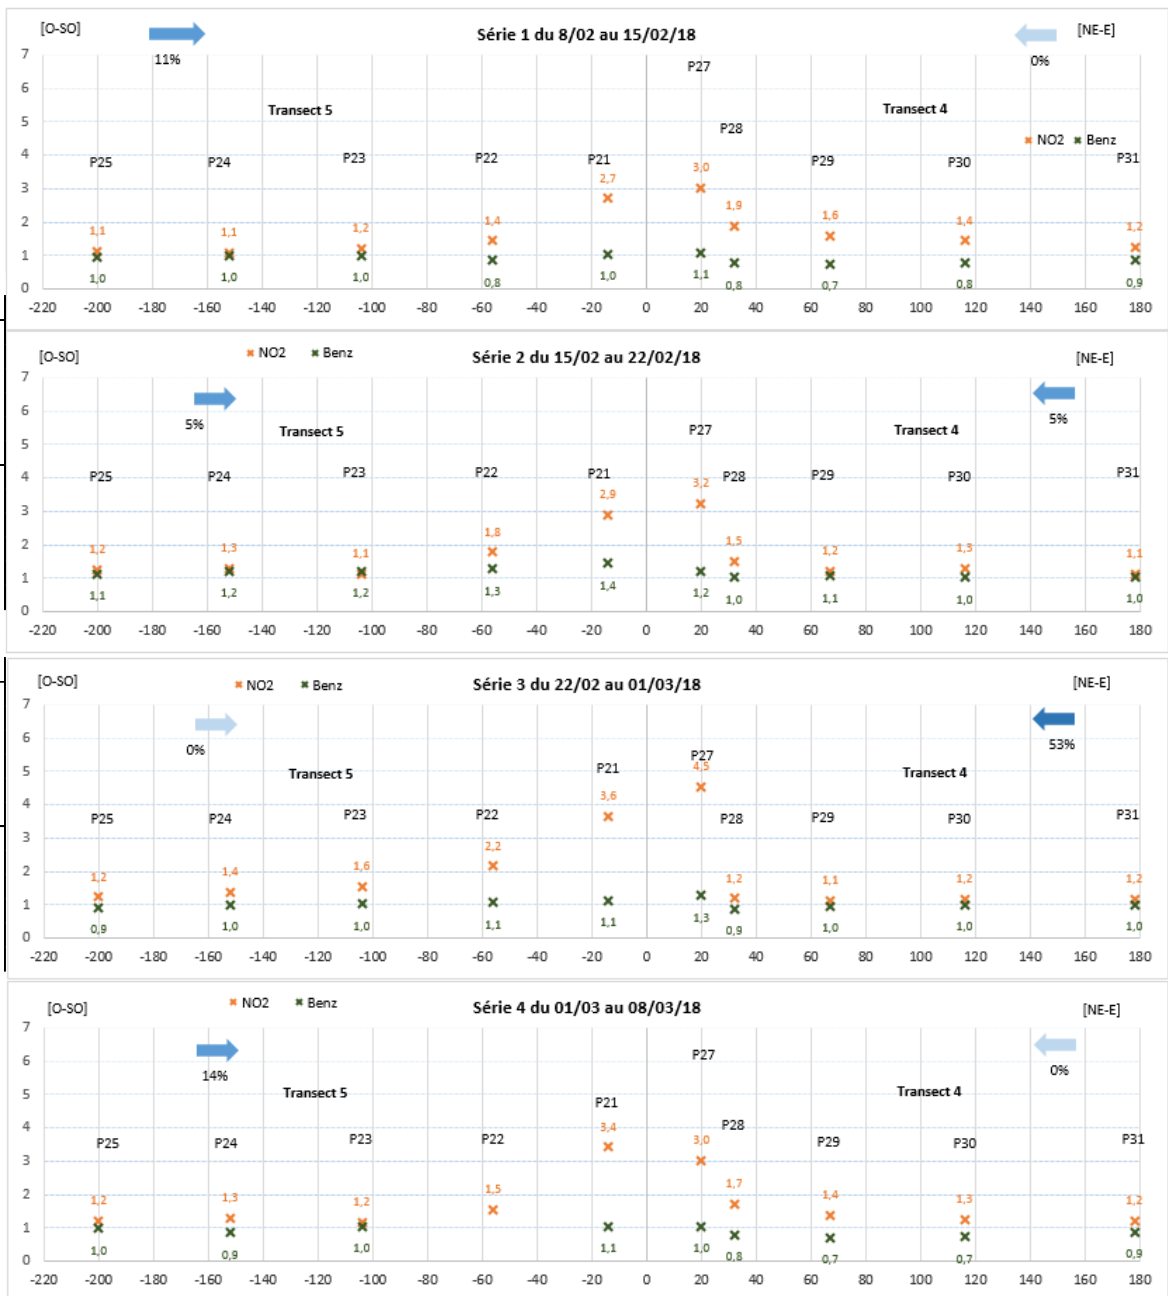 [O-SO] Série 1 du 8/02 au 15/02/18 [NE-E]
11% 0%
7
P27
6
Transect 5 Transect 4
5
P28
NO2 Benz
4
P25 P24 P23 P22 P21 P29 P30 P31
3
1,1 1,1 1,2 1,4 2,7 3,0 1,9 1,6 1,4 1,2
2
1
1,0 1,0 1,0 0,8 1,0 1,1 0,8 0,7 0,8 0,9
0
-220 -200 -180 -160 -140 -120 -100 -80 -60 -40 -20 0 20 40 60 80 100 120 140 160 180
[O-SO] NO2 Benz Série 2 du 15/02 au 22/02/18 [NE-E]
7
5% 5%
6
Transect 5 P27 Transect 4
5
4
P25 P24 P23 P22 P21 P28 P29 P30 P31
3
1,2 1,3 1,1 1,8 2,9 3,2 1,5 1,2 1,3 1,1
2
1
1,1 1,2 1,2 1,3 1,4 1,2 1,0 1,1 1,0 1,0
0
-220 -200 -180 -160 -140 -120 -100 -80 -60 -40 -20 0 20 40 60 80 100 120 140 160 180
[O-SO] NO2 Benz Série 3 du 22/02 au 01/03/18 [NE-E]
7
6
0% 53%
P27
5
Transect 5 P21 Transect 4
4
P25 P24 P23 P22 P28 P29 P30 P31
3
1,2 1,4 1,6 2,2 3,6 4,5 1,2 1,1 1,2 1,2
2
1
0,9 1,0 1,0 1,1 1,1 1,3 0,9 1,0 1,0 1,0
0
-220 -200 -180 -160 -140 -120 -100 -80 -60 -40 -20 0 20 40 60 80 100 120 140 160 180
[O-SO] NO2 Benz Série 4 du 01/03 au 08/03/18 [NE-E]
7
P27
6
14% 0%
Transect 5 Transect 4
5
P21
4
P25 P24 P23 P22 P28 P29 P30 P31
3
1,2 1,3 1,2 1,5 3,4 3,0 1,7 1,4 1,3 1,2
2
1
1,0 0,9 1,0 1,1 1,0 0,8 0,7 0,7 0,9
0
-220 -200 -180 -160 -140 -120 -100 -80 -60 -40 -20 0 20 40 60 80 100 120 140 160 180